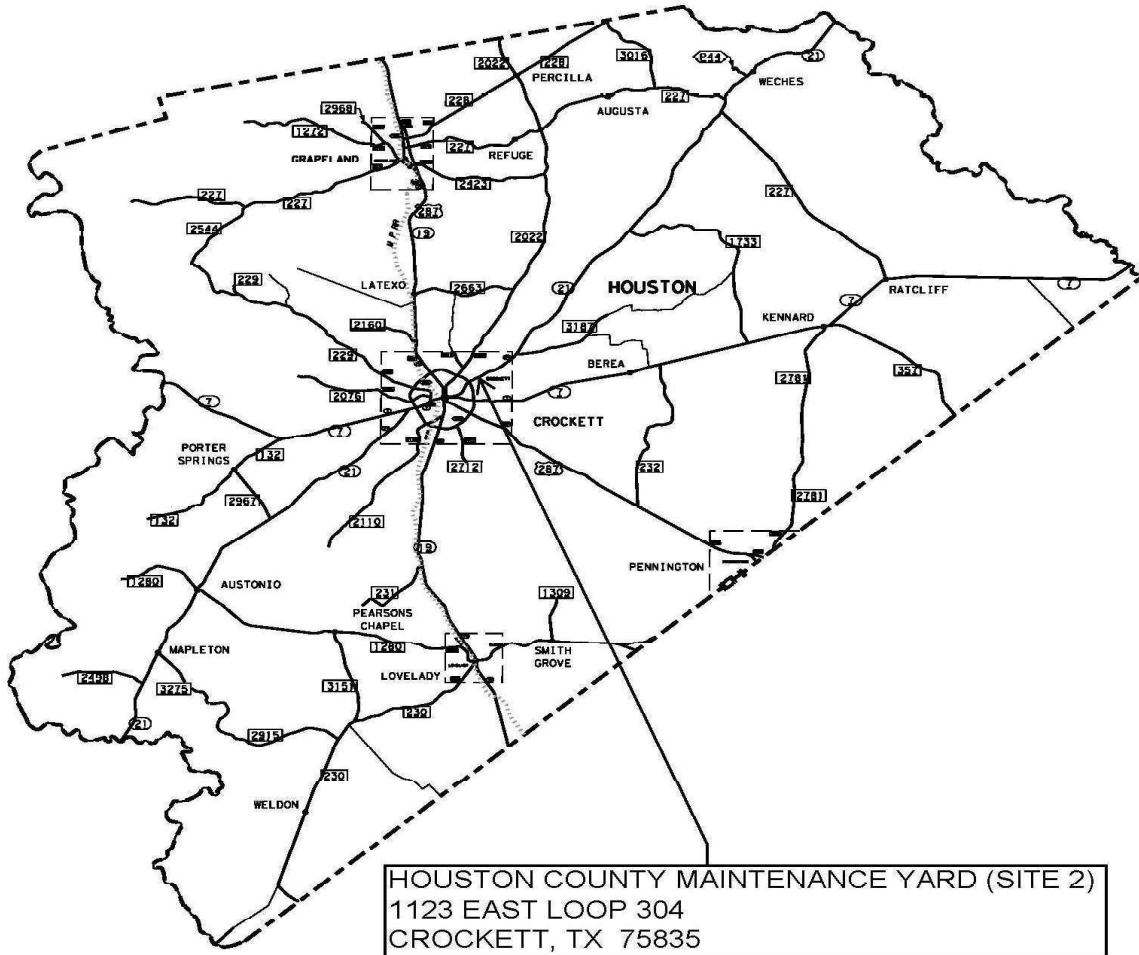 2022
228
3016
21
PERCILLA
WECHES
2968
228
AUGUSTA
227
1272
GRAPELAND
227
REFUGE
2423
227
227
227
287
2544
19
2022
1733
229
LATEXO
2663
21
HOUSTON
RATCLIFF
7
7
2160
3187
KENNARD
229
BEREA
2781
357
2076
7
7
CROCKETT
7
PORTER
SPRINGS
132
21
2712
287
232
2967
132
2110
2781
19
PENNINGTON
1280
AUSTONIO
231
1309
PEARSONS
CHAPEL
MAPLETON
1280
SMITH
GROVE
2498
3275
3151
LOVELADY
21
2915
230
230
WELDON
HOUSTON COUNTY MAINTENANCE YARD (SITE 2)
1123 EAST LOOP 304
CROCKETT, TX 75835